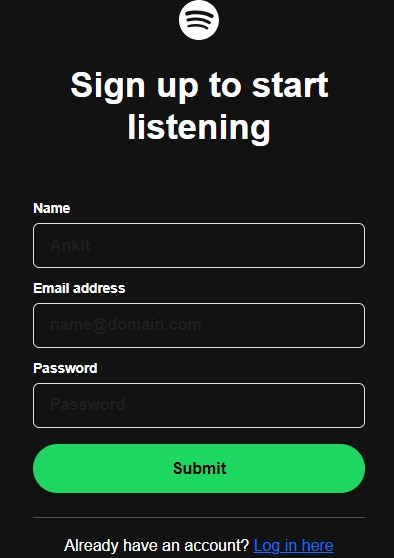 Sign up to start
listening
Name
Ankit
Email address
name@domain.com
Password
Password
Submit
Already have an account? Log in here